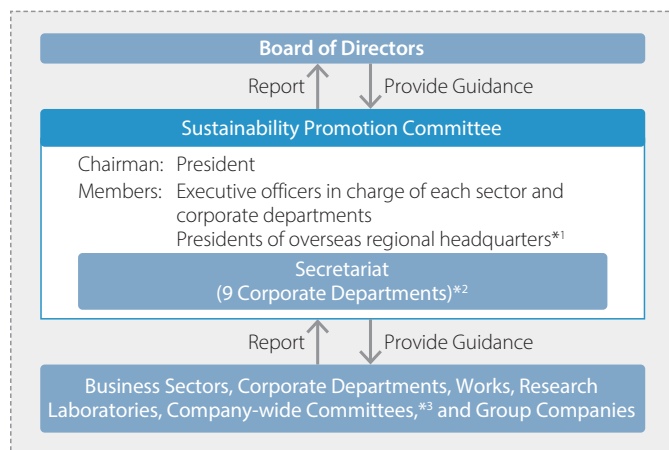 Board of Directors
Report Provide Guidance
Sustainability Promotion Committee
Chairman: President
Members: Executive officers in charge of each sector and
corporate departments
Presidents of overseas regional headquarters*1
Secretariat
(9 Corporate Departments)*2
Report Provide Guidance
Business Sectors, Corporate Departments, Works, Research
Laboratories, Company-wide Committees,*3 and Group Companies